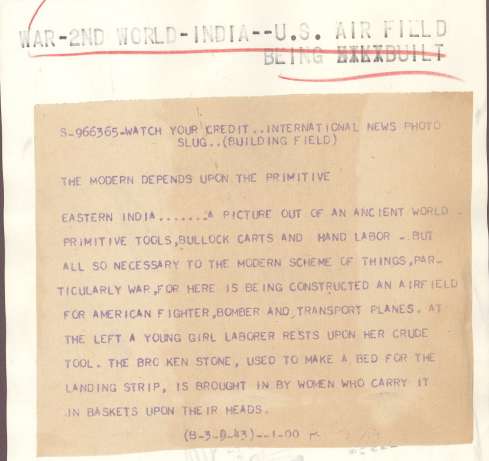 WAR-2ND WORLD-INDIA--U.S. AIR FILLD
BEING XXXXBUILT
S-966365-WATCH YOUR CREDIT..INTERNATIONAL NEWS PHOTO
SLUG..(BUILDING FIELD)
THE MODERN DEPENDS UPON THE PRIMITIVE
EASTERN INDIA.......A PICTURE OUT OF AN ANCIENT WORLD -
PRIMITIVE TOOLS,BULLOCK CARTS AND HAND LABOR - BUT
ALL SO NECESSARY TO THE MODERN SCHEME OF THINGS,PAR-
TICULARLY WAR,FOR HERE IS BEING CONSTRUCTED AN AIRFIELD
FOR AMERICAN FIGHTER,BOMBER AND TRANSPORT PLANES. AT
THE LEFT A YOUNG GIRL LABORER RESTS UPON HER CRUDE
TOOL. THE BROKEN STONE, USED TO MAKE A BED FOR THE
LANDING STRIP, IS BROUGHT IN BY WOMEN WHO CARRY IT
IN BASKETS UPON THEIR HEADS.
(B-3-8-43)--1-00